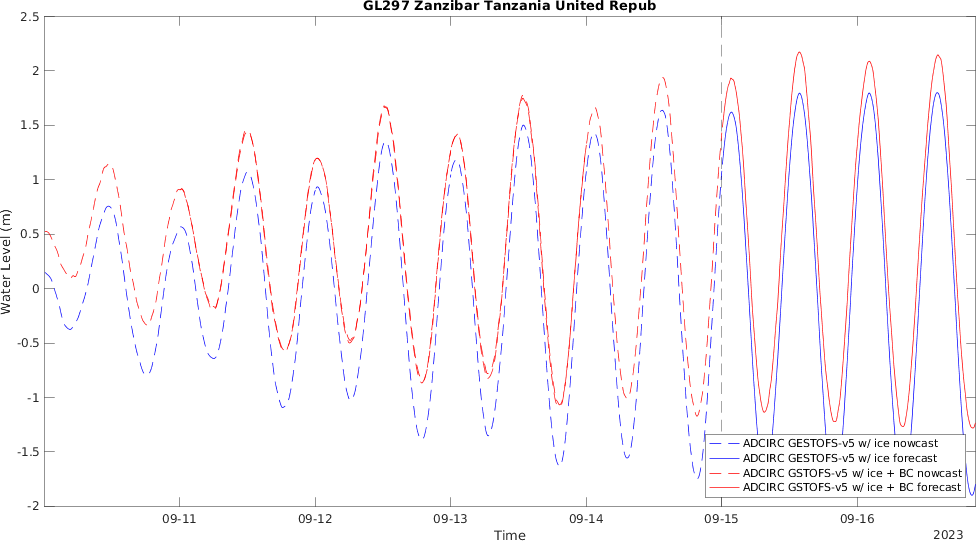 GL297 Zanzibar Tanzania United Repub
2.5
2
1.5
1
0.5
0
-0.5
-1
-1.5
-2
Water Level (m)
ADCIRC GESTOFS-v5 w/ ice nowcast
ADCIRC GESTOFS-v5 w/ ice forecast
ADCIRC GSTOFS-v5 w/ ice + BC nowcast
ADCIRC GSTOFS-v5 w/ ice + BC forecast
09-11 09-12 09-13 09-14 09-15 09-16
Time
2023